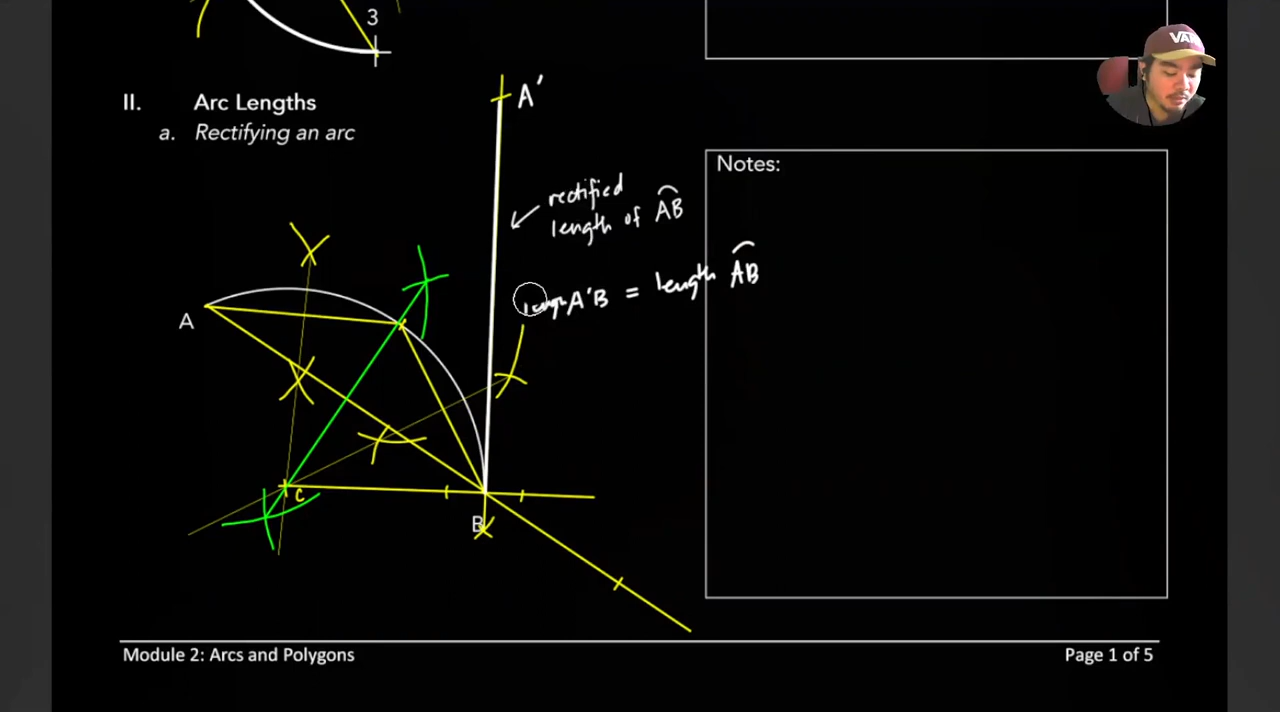 3
II. Arc Lengths
a. Rectifying an arc
A'
rectified
length of AB
Notes:
length A'B = length AB
A
C
B
Module 2: Arcs and Polygons
Page 1 of 5